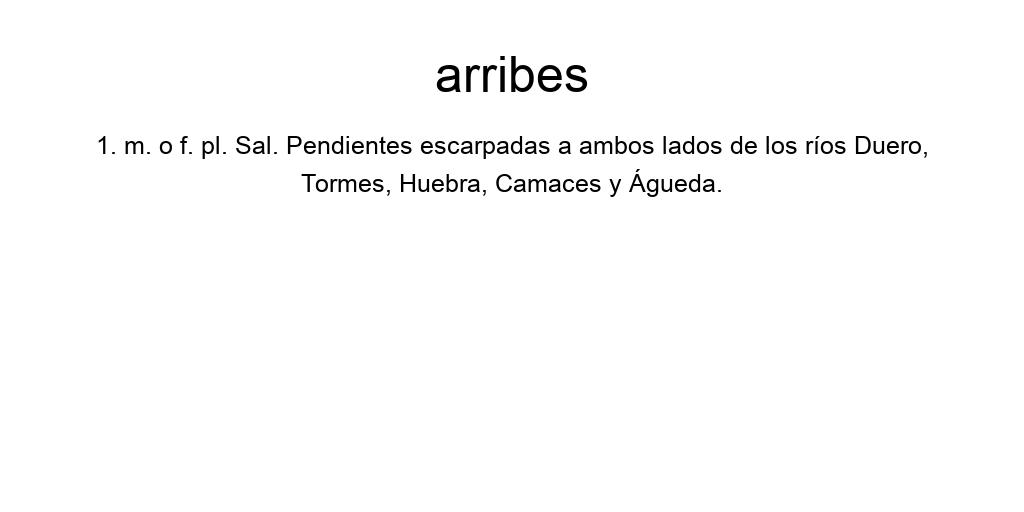 arribes
1. m. o f. pl. Sal. Pendientes escarpadas a ambos lados de los ríos Duero,
Tormes, Huebra, Camaces y Águeda.